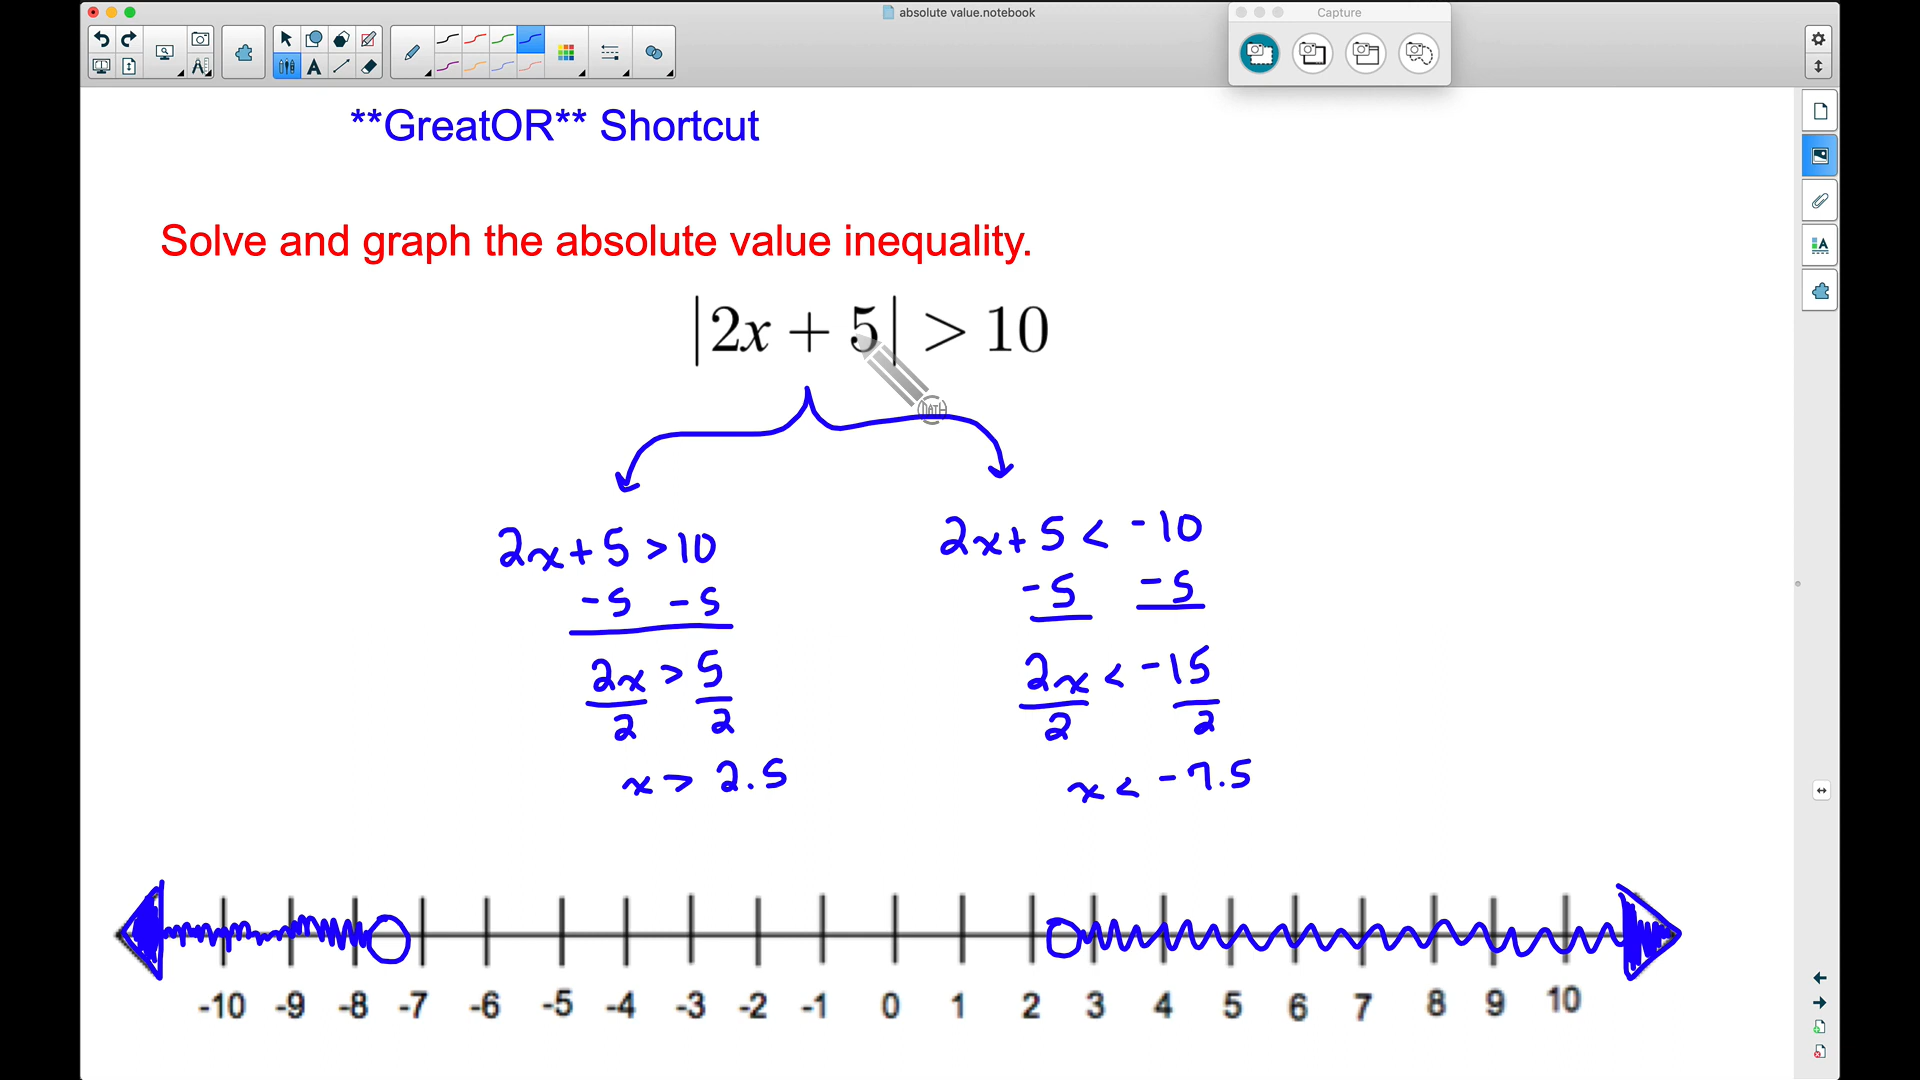 absolute value.notebook
Capture
**GreatOR** Shortcut
Solve and graph the absolute value inequality.
|2x + 5| > 10
2x+5 >10
2x+5 < -10
-5 -5
-5 -5
2x > 5
2x < -15
2 2
2 2
x > 2.5
x < -7.5
-10 -9 -8 -7 -6 -5 -4 -3 -2 -1 0 1 2 3 4 5 6 7 8 9 10